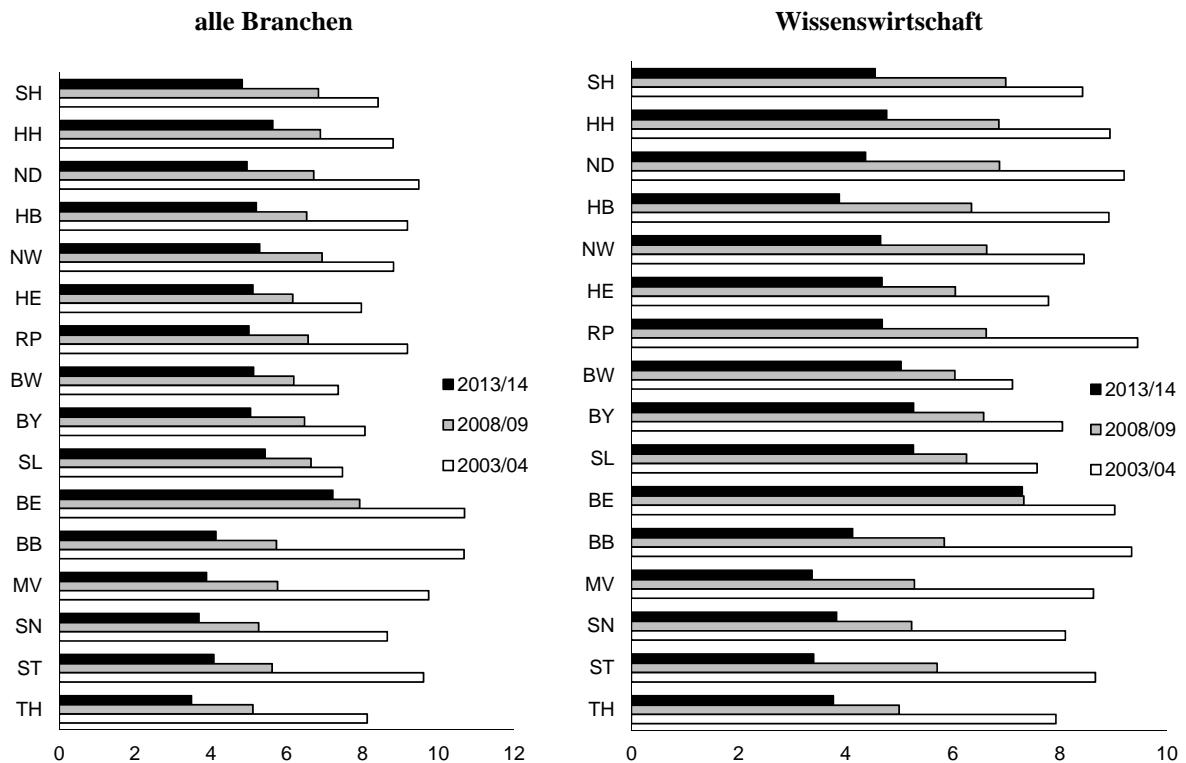 alle Branchen
SH
HH
ND
HB
NW
HE
RP
BW
BY
SL
BE
BB
MV
SN
ST
TH
2013/14
2008/09
2003/04
0 2 4 6 8 10 12
Wissenswirtschaft
SH
HH
ND
HB
NW
HE
RP
BW
BY
SL
BE
BB
MV
SN
ST
TH
2013/14
2008/09
2003/04
0 2 4 6 8 10